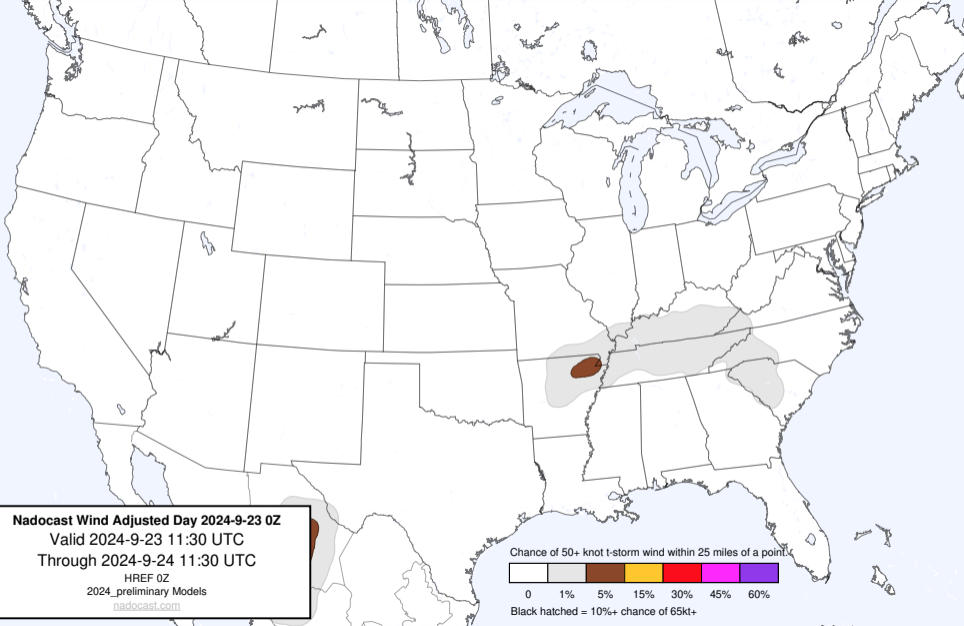 Nadocast Wind Adjusted Day 2024-9-23 0Z
Valid 2024-9-23 11:30 UTC
Through 2024-9-24 11:30 UTC
HREF 0Z
2024_preliminary Models
nadocast.com
Chance of 50+ knot t-storm wind within 25 miles of a point.
0 1% 5% 15% 30% 45% 60%
Black hatched = 10%+ chance of 65kt+